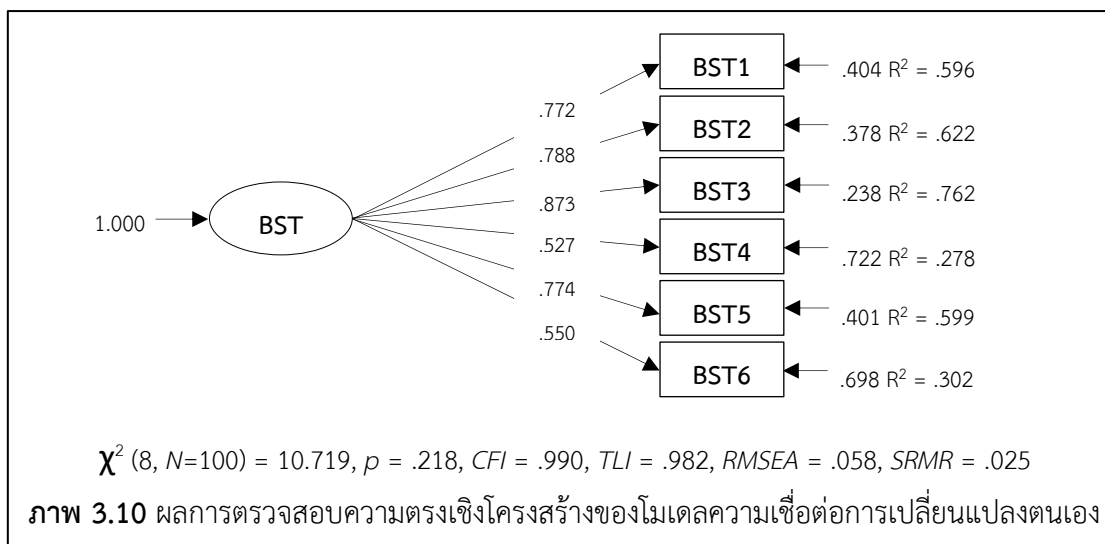 BST1
.404 R² = .596
.772
BST2
.378 R² = .622
.788
BST3
.238 R² = .762
.873
1.000
BST
.527
BST4
.722 R² = .278
.774
BST5
.401 R² = .599
.550
BST6
.698 R² = .302
χ² (8, N=100) = 10.719, p = .218, CFI = .990, TLI = .982, RMSEA = .058, SRMR = .025
ภาพ 3.10 ผลการตรวจสอบความตรงเชิงโครงสร้างของโมเดลความเชื่อต่อการเปลี่ยนแปลงตนเอง